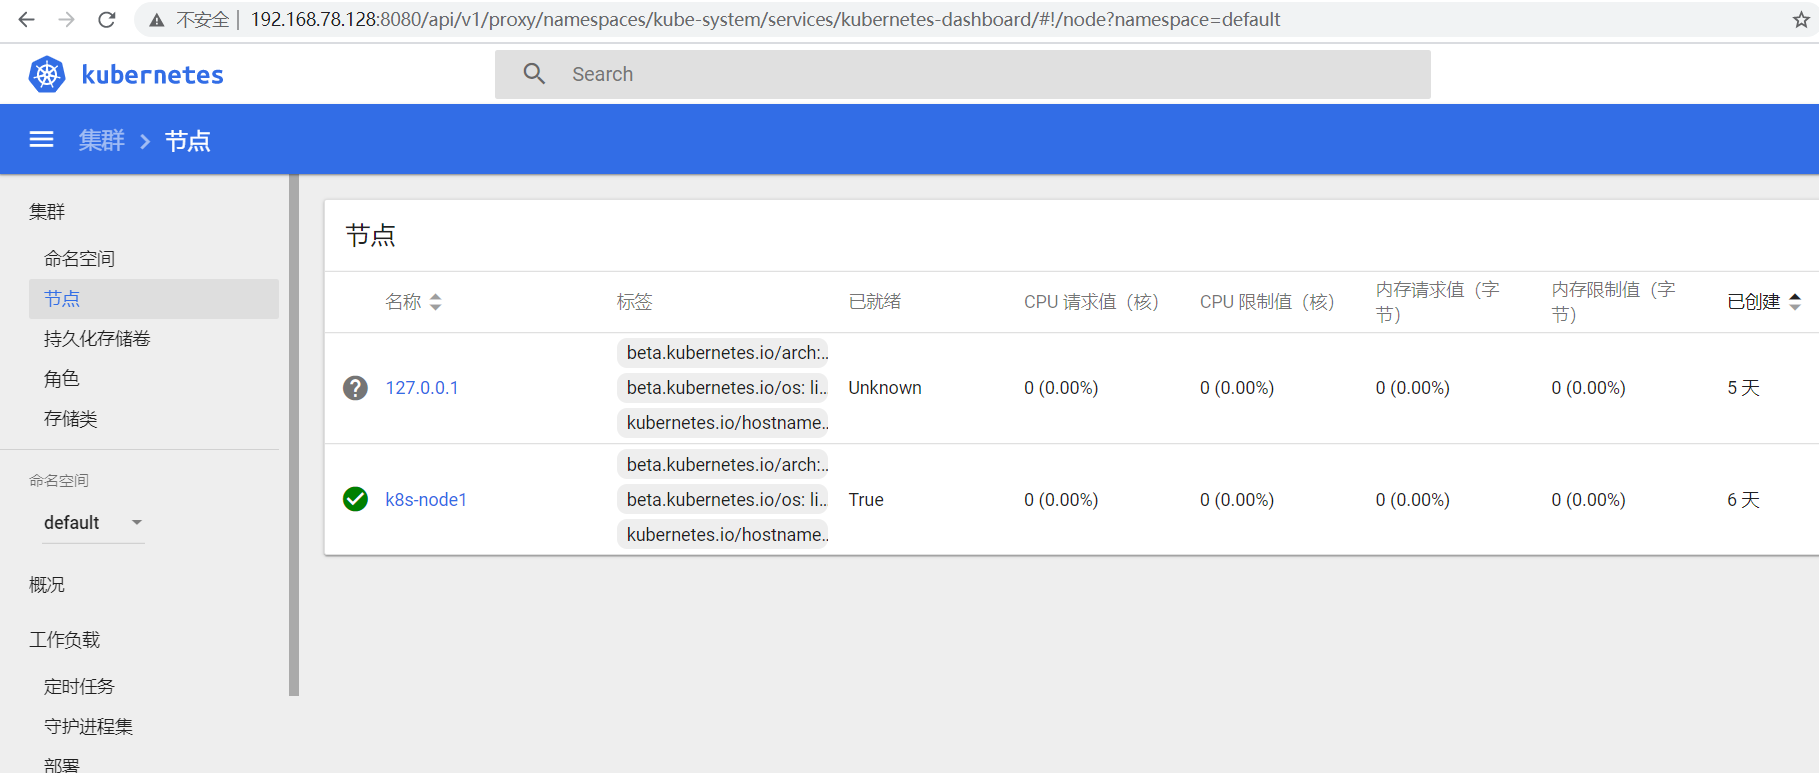 不安全 | 192.168.78.128:8080/api/v1/proxy/namespaces/kube-system/services/kubernetes-dashboard/#!/node?namespace=default
kubernetes
Search
集群 > 节点
集群
命名空间
节点
持久化存储卷
角色
存储类
命名空间
default
概况
工作负载
定时任务
守护进程集
部署
节点
名称 标签 已就绪 CPU 请求值（核） CPU 限制值（核） 内存请求值（字 内存限制值（字 已创建
节） 节）
beta.kubernetes.io/arch:..
127.0.0.1 beta.kubernetes.io/os: li.. Unknown 0 (0.00%) 0 (0.00%) 0 (0.00%) 0 (0.00%) 5 天
kubernetes.io/hostname..
beta.kubernetes.io/arch:..
k8s-node1 beta.kubernetes.io/os: li.. True 0 (0.00%) 0 (0.00%) 0 (0.00%) 0 (0.00%) 6 天
kubernetes.io/hostname..